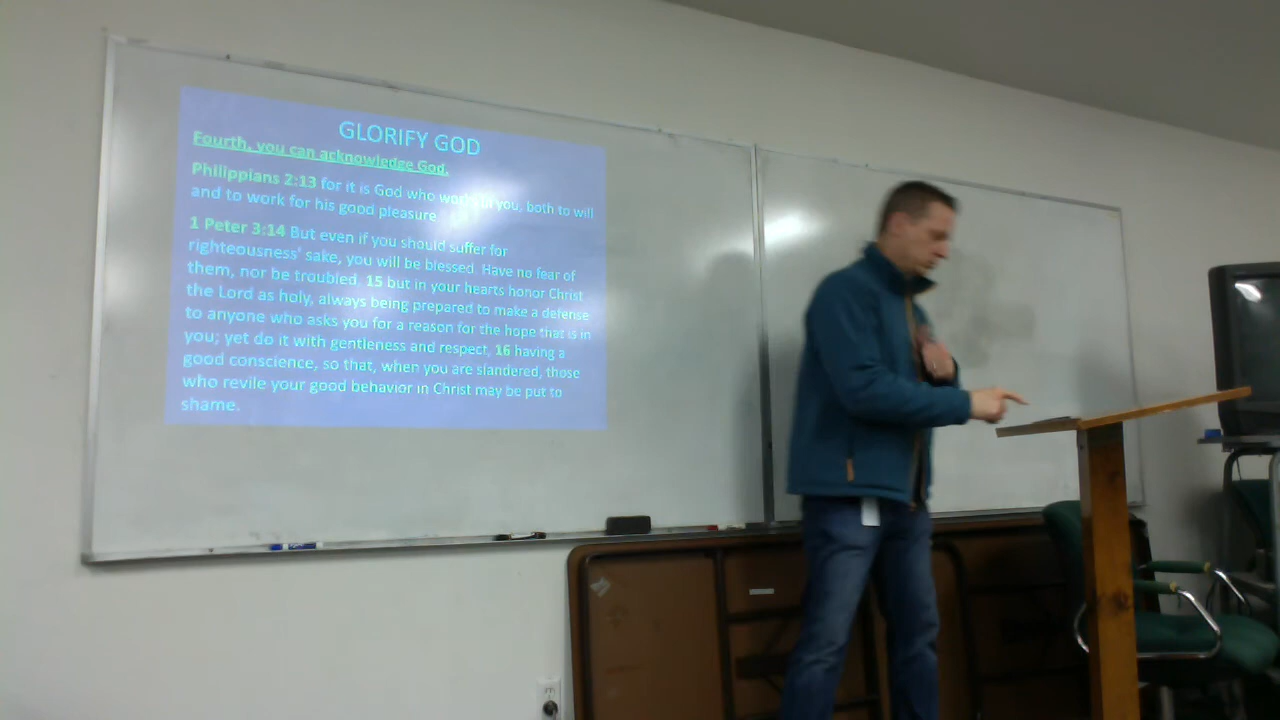 GLORIFY GOD
Fourth, you can acknowledge God.
Philippians 2:13 for it is God who works in you, both to will
and to work for his good pleasure.
1 Peter 3:14 But even if you should suffer for
righteousness' sake, you will be blessed. Have no fear of
them, nor be troubled. 15 but in your hearts honor Christ
the Lord as holy, always being prepared to make a defense
to anyone who asks you for a reason for the hope that is in
you; yet do it with gentleness and respect, 16 having a
good conscience, so that, when you are slandered, those
who revile your good behavior in Christ may be put to
shame.